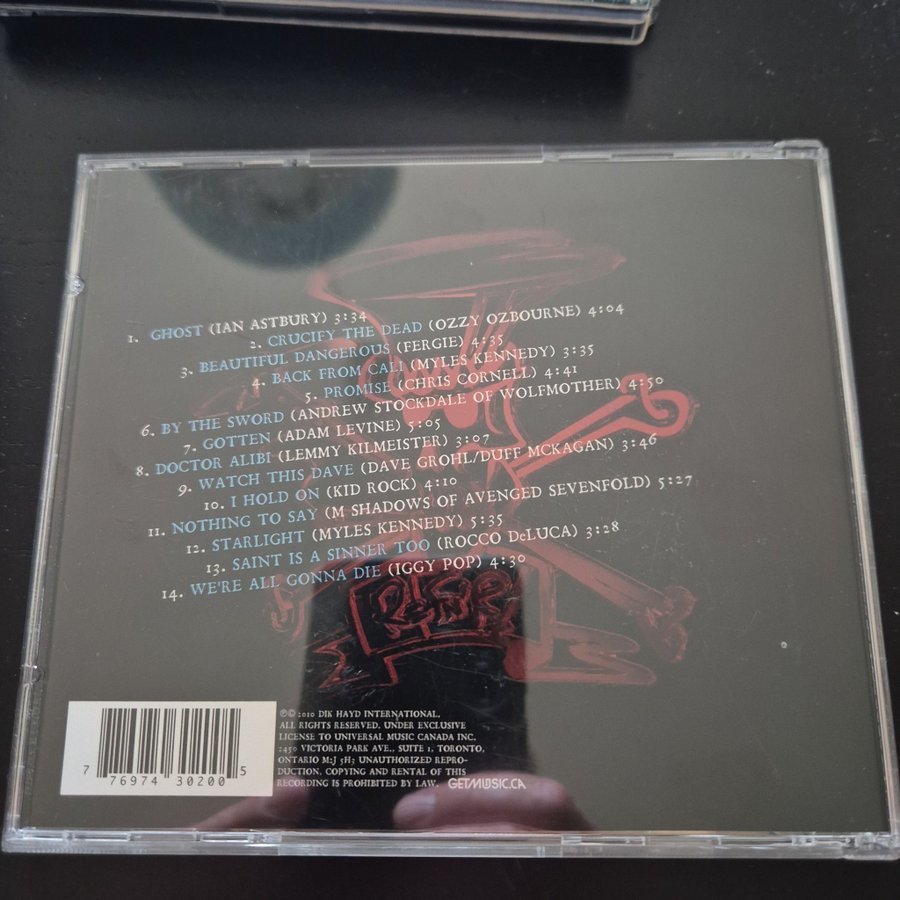 1. GHOST (IAN ASTBURY) 3:34
2. CRUCIFY THE DEAD (OZZY OZBOURNE) 4:04
3. BEAUTIFUL DANGEROUS (FERGIE) 4:35
4. BACK FROM CALI (MYLES KENNEDY) 3:35
5. PROMISE (CHRIS CORNELL) 4:41
6. BY THE SWORD (ANDREW STOCKDALE OF WOLFMOTHER) 4:50
7. GOTTEN (ADAM LEVINE) 5:05
8. DOCTOR ALIBI (LEMMY KILMEISTER) 3:07
9. WATCH THIS DAVE (DAVE GROHL/DUFF MCKAGAN) 3:46
10. I HOLD ON (KID ROCK) 4:10
11. NOTHING TO SAY (M SHADOWS OF AVENGED SEVENFOLD) 5:27
12. STARLIGHT (MYLES KENNEDY) 5:35
13. SAINT IS A SINNER TOO (ROCCO DeLUCA) 3:28
14. WE'RE ALL GONNA DIE (IGGY POP) 4:30
7 76974 30200 5
℗© 2010 DIK HAYD INTERNATIONAL.
ALL RIGHTS RESERVED. UNDER EXCLUSIVE
LICENSE TO UNIVERSAL MUSIC CANADA INC.
2450 VICTORIA PARK AVE., SUITE 1, TORONTO,
ONTARIO M2J 5H3 UNAUTHORIZED REPRO-
DUCTION, COPYING AND RENTAL OF THIS
RECORDING IS PROHIBITED BY LAW. GETMUSIC.CA